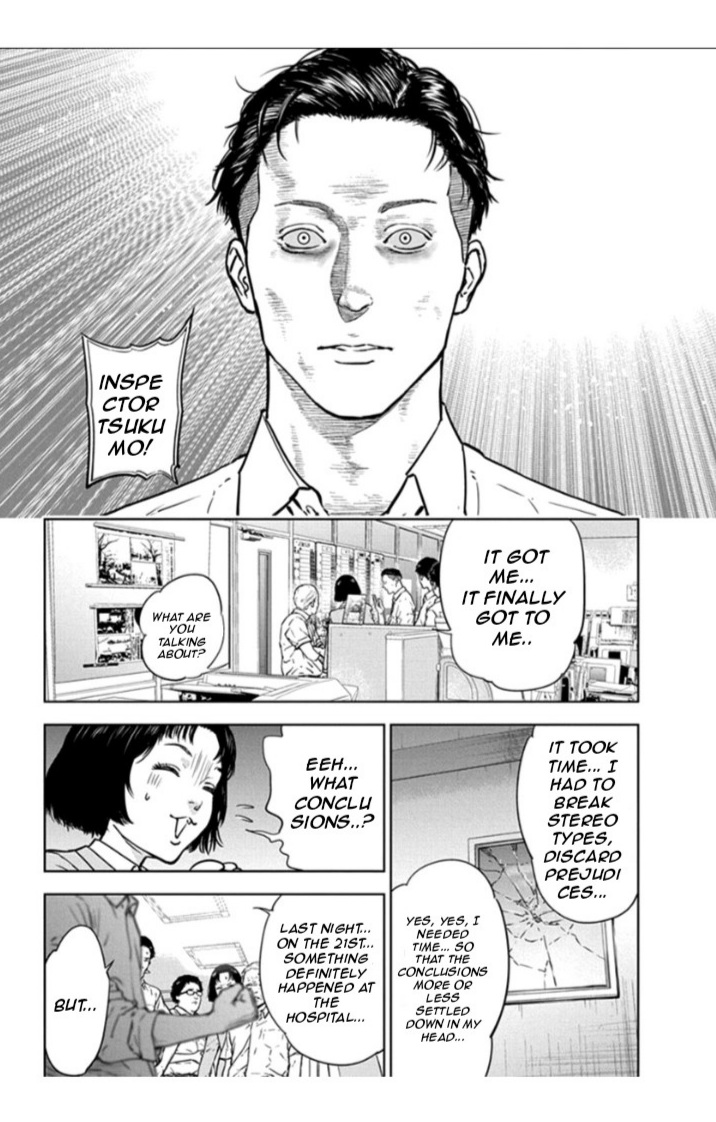 INSPE
CTOR
TSUKU
MO!
IT GOT
ME...
IT FINALLY
GOT TO
ME..
WHAT ARE
YOU
TALKING
ABOUT?
IT TOOK
TIME... I
HAD TO
BREAK
STEREO
TYPES,
DISCARD
PREJUDI
CES...
YES, YES, I
NEEDED
TIME... SO
THAT THE
CONCLUSIONS
MORE OR
LESS
SETTLED
DOWN IN MY
HEAD...
EEH...
WHAT
CONCLU
SIONS..?
LAST NIGHT...
ON THE 21ST...
SOMETHING
DEFINITELY
HAPPENED AT
THE
HOSPITAL...
BUT...